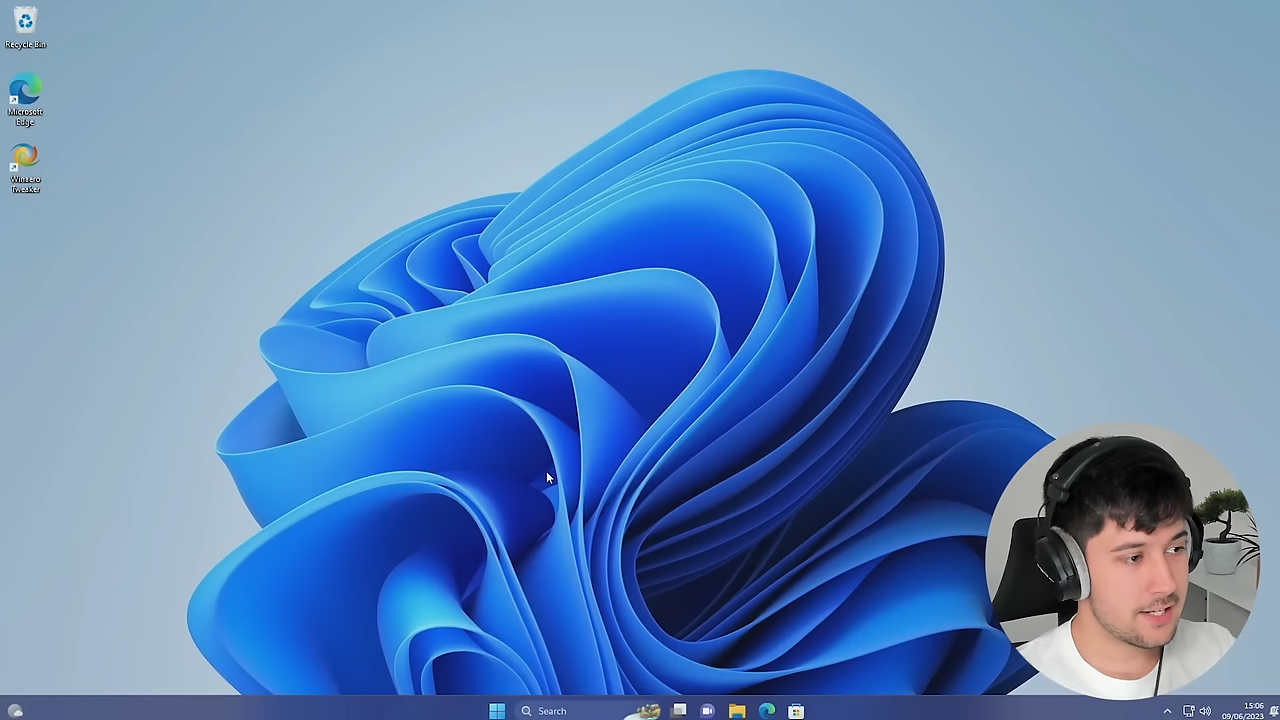 Recycle Bin
Microsoft
Edge
Winaero
Tweaker
Search
15:06
09/06/2023